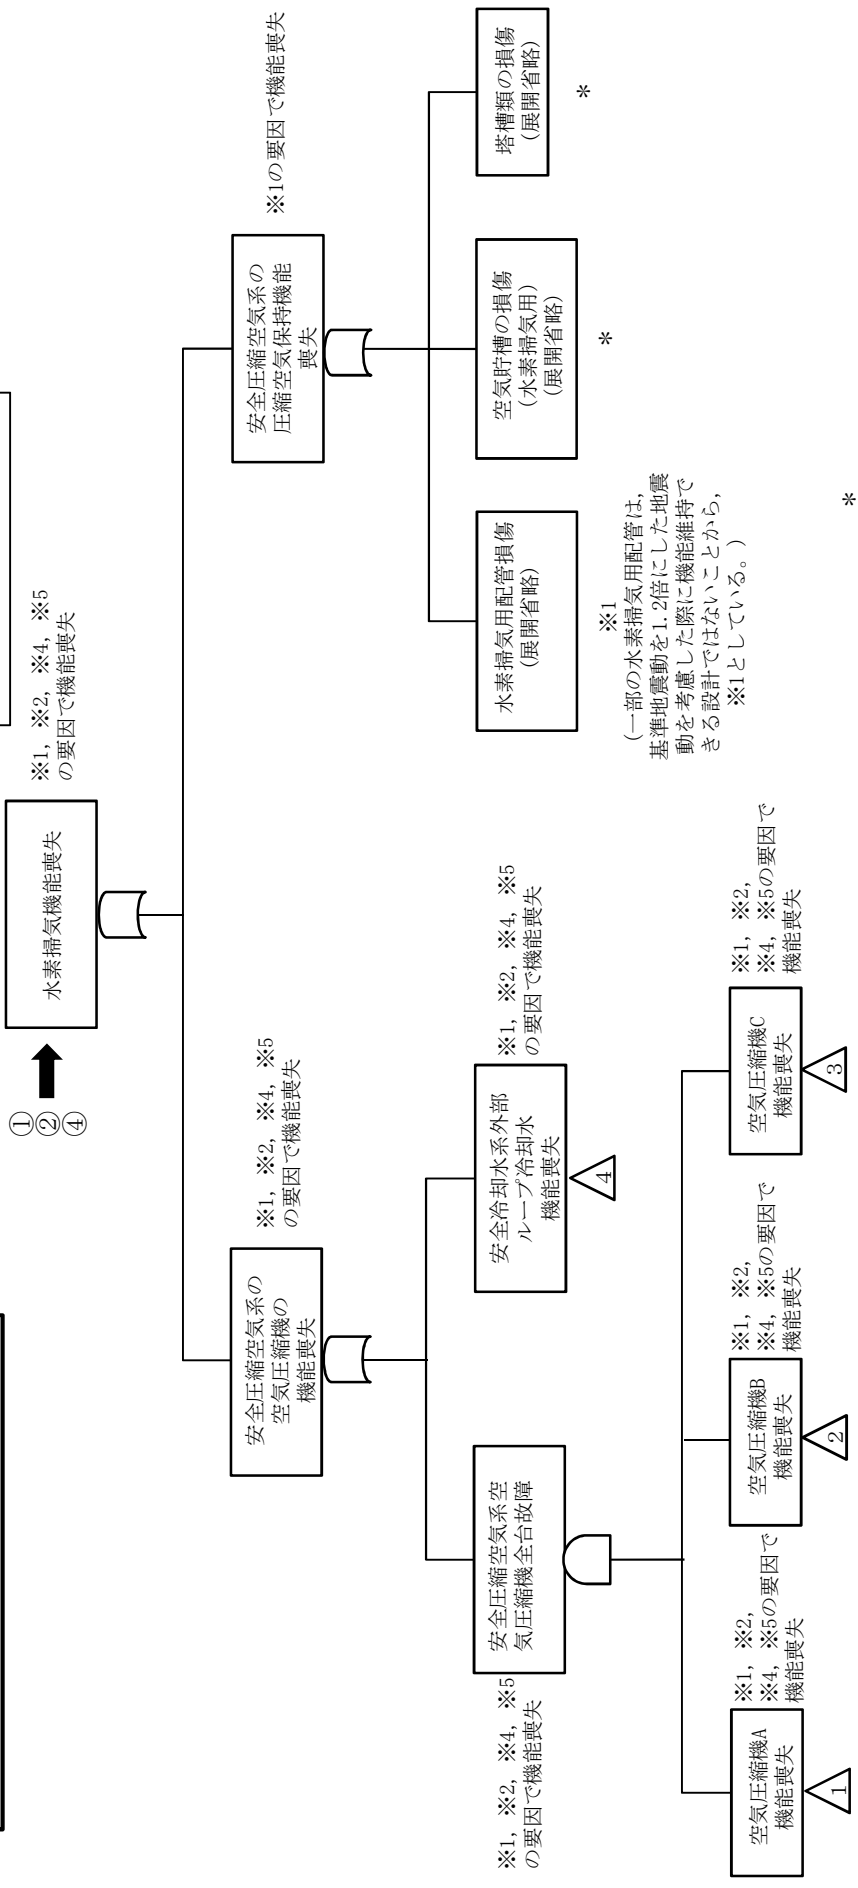 ①
②
④
水素掃気機能喪失
※1，※2，※4，※5
の要因で機能喪失
安全圧縮空気系の
空気圧縮機の
機能喪失
※1，※2，※4，※5
の要因で機能喪失
安全圧縮空気系の
圧縮空気保持機能
喪失
※1の要因で機能喪失
※1，※2，※4，※5
の要因で機能喪失
安全圧縮空気系空
気圧縮機全台故障
安全冷却水系外部
ループ冷却水
機能喪失
4
※1，※2，※4，※5
の要因で機能喪失
水素掃気用配管損傷
(展開省略)
※1
(一部の水素掃気用配管は，
基準地震動を1.2倍にした地震
動を考慮した際に機能維持で
きる設計ではないことから，
※1としている。)
空気貯槽の損傷
(水素掃気用)
(展開省略)
*
塔槽類の損傷
(展開省略)
*
空気圧縮機A
機能喪失
1
※1，※2，
※4，※5の要因で
機能喪失
空気圧縮機B
機能喪失
2
※1，※2，
※4，※5の要因で
機能喪失
空気圧縮機C
機能喪失
3
※1，※2，
※4，※5の要因で
機能喪失
*